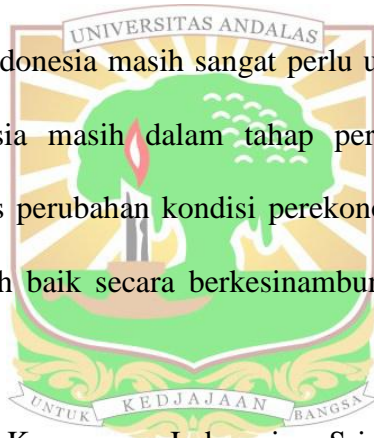 UNIVERSITAS ANDALAS
donesia masih sangat perlu u
sia masih dalam tahap per
s perubahan kondisi perekono
h baik secara berkesinambun
UNTUK KEDJAJAAN BANGSA